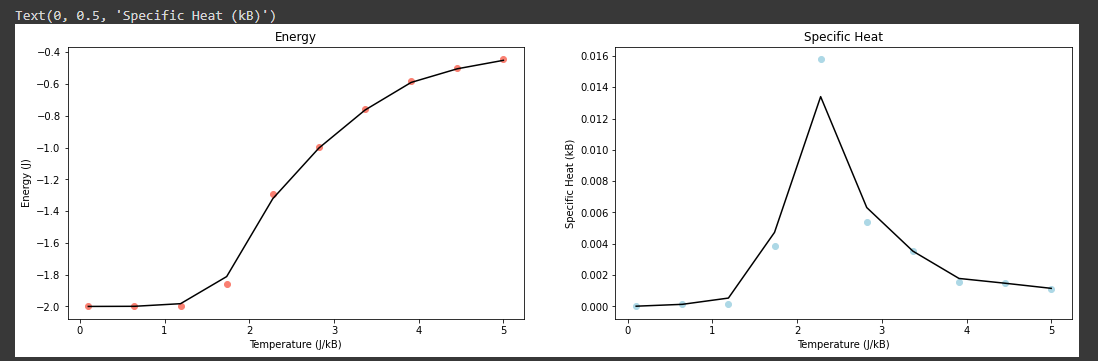 Text(0, 0.5, 'Specific Heat (kB)')
Energy
Energy (J)
−0.4
−0.6
−0.8
−1.0
−1.2
−1.4
−1.6
−1.8
−2.0
0 1 2 3 4 5
Temperature (J/kB)
Specific Heat
Specific Heat (kB)
0.016
0.014
0.012
0.010
0.008
0.006
0.004
0.002
0.000
0 1 2 3 4 5
Temperature (J/kB)